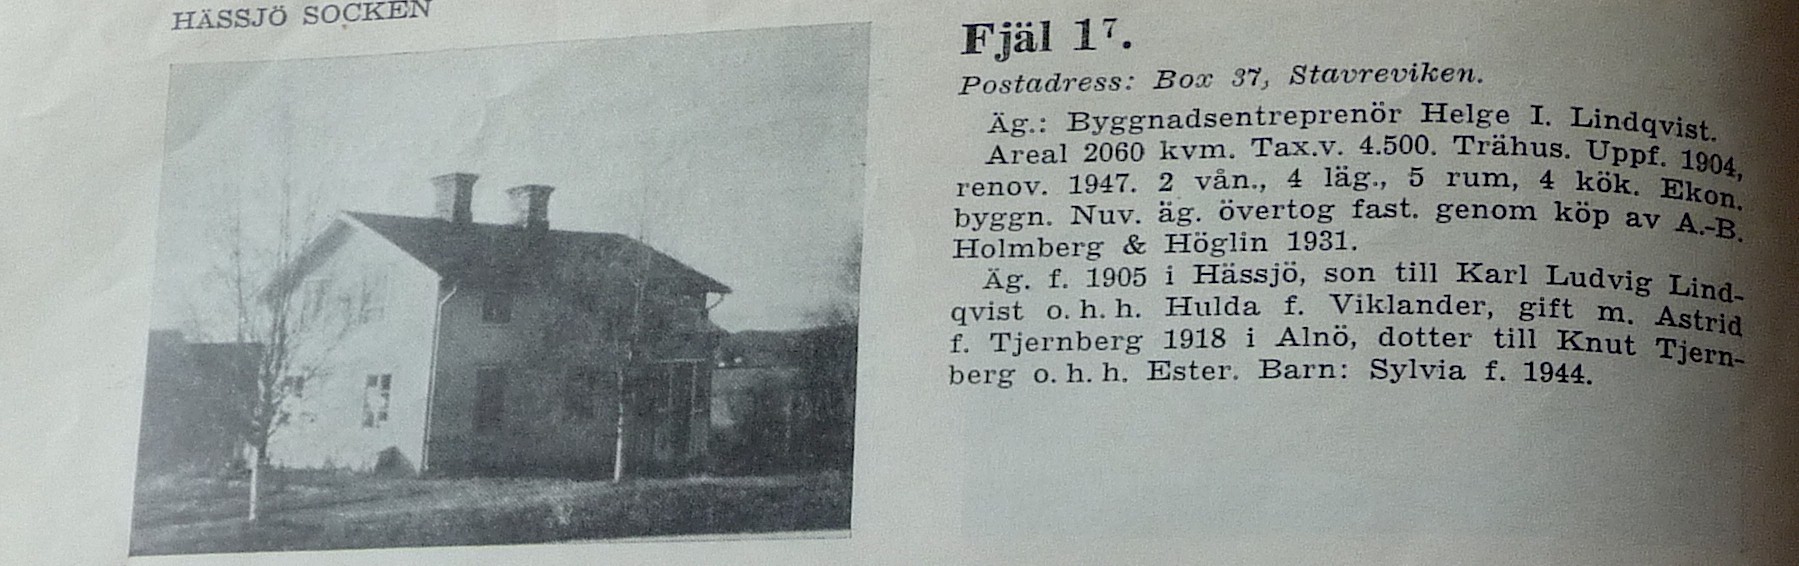 HÄSSJÖ SOCKEN
Fjäl 1⁷.
Postadress: Box 37, Stavreviken.
Äg.: Byggnadsentreprenör Helge I. Lindqvist.
Areal 2060 kvm. Tax.v. 4.500. Trähus. Uppf. 1904,
renov. 1947. 2 vån., 4 läg., 5 rum, 4 kök. Ekon.
byggn. Nuv. äg. övertog fast. genom köp av A.-B.
Holmberg & Höglin 1931.
Äg. f. 1905 i Hässjö, son till Karl Ludvig Lind-
qvist o. h. h. Hulda f. Viklander, gift m. Astrid
f. Tjernberg 1918 i Alnö, dotter till Knut Tjern-
berg o. h. h. Ester. Barn: Sylvia f. 1944.